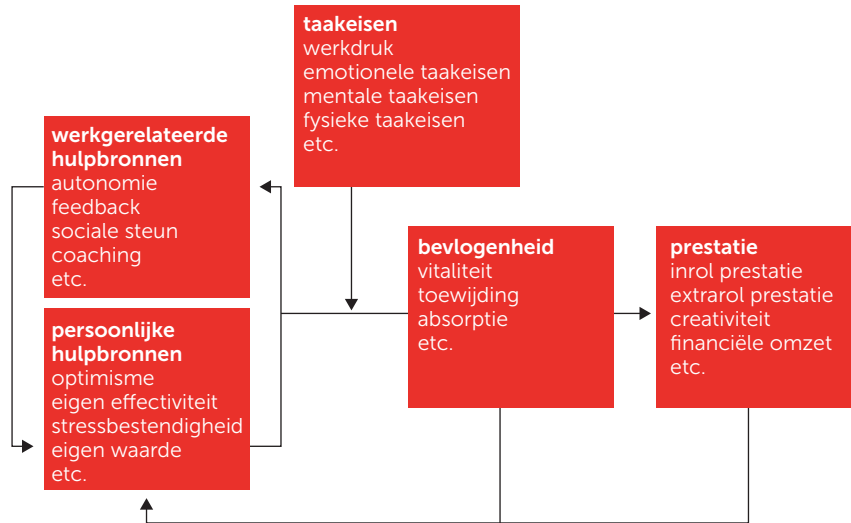 taakeisen
werkdruk
emotionele taakeisen
mentale taakeisen
fysieke taakeisen
etc.
werkgerelateerde
hulpbronnen
autonomie
feedback
sociale steun
coaching
etc.
bevlogenheid
vitaliteit
toewijding
absorptie
etc.
prestatie
inrol prestatie
extrarol prestatie
creativiteit
financiële omzet
etc.
persoonlijke
hulpbronnen
optimisme
eigen effectiviteit
stressbestendigheid
eigen waarde
etc.